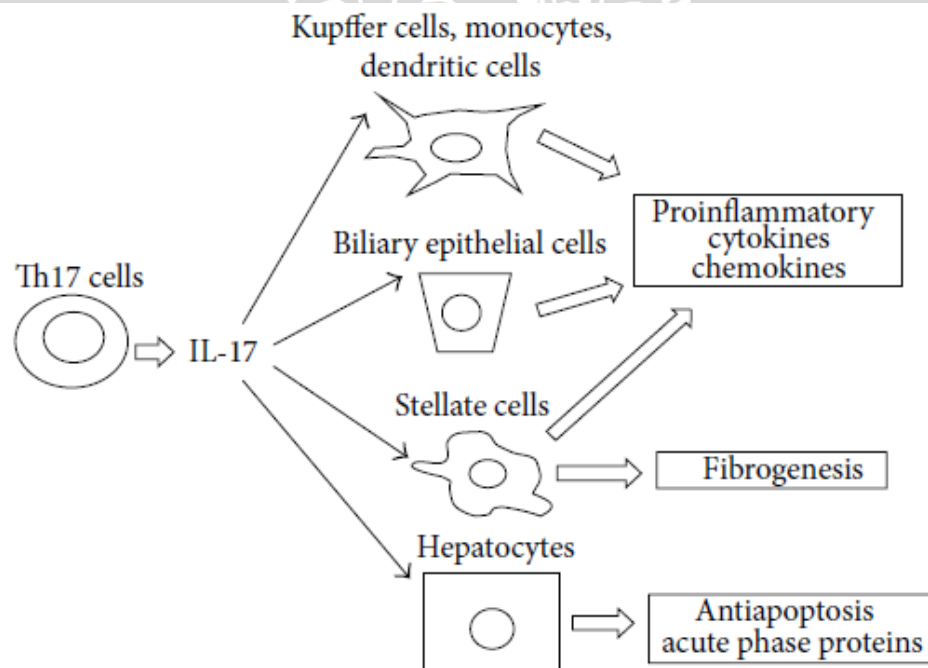 Kupffer cells, monocytes,
dendritic cells
Proinflammatory
cytokines
chemokines
Biliary epithelial cells
Th17 cells
IL-17
Stellate cells
Fibrogenesis
Hepatocytes
Antiapoptosis
acute phase proteins